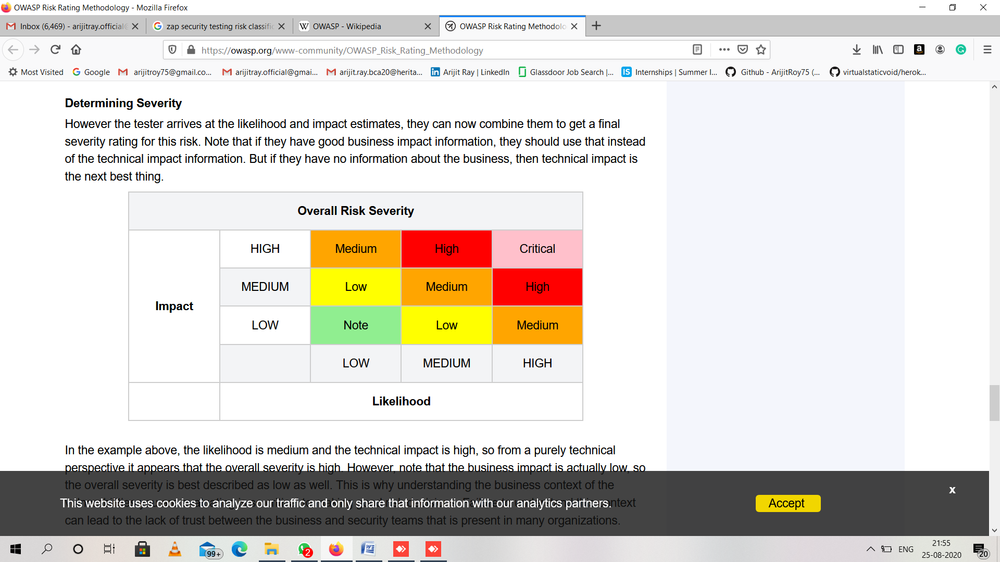 OWASP Risk Rating Methodology - Mozilla Firefox
Inbox (6,469) - arijitray.official@
zap security testing risk classific
W OWASP - Wikipedia
OWASP Risk Rating Methodolo
https://owasp.org/www-community/OWASP_Risk_Rating_Methodology
Most Visited
Google
arijitroy75@gmail.co...
arijitray.official@gmai...
arijit.ray.bca20@herita...
in Arijit Ray | LinkedIn
Glassdoor Job Search |...
IS Internships | Summer I...
Github - ArijitRoy75 (...
virtualstaticvoid/herok...
Determining Severity
However the tester arrives at the likelihood and impact estimates, they can now combine them to get a final
severity rating for this risk. Note that if they have good business impact information, they should use that instead
of the technical impact information. But if they have no information about the business, then technical impact is
the next best thing.
Overall Risk Severity
Impact
HIGH Medium High Critical
MEDIUM Low Medium High
LOW Note Low Medium
LOW MEDIUM HIGH
Likelihood
In the example above, the likelihood is medium and the technical impact is high, so from a purely technical
perspective it appears that the overall severity is high. However, note that the business impact is actually low, so
the overall severity is best described as low as well. This is why understanding the business context of the
context
can lead to the lack of trust between the business and security teams that is present in many organizations.
This website uses cookies to analyze our traffic and only share that information with our analytics partners.
Accept
x
99+
2
ENG
21:55
25-08-2020
20